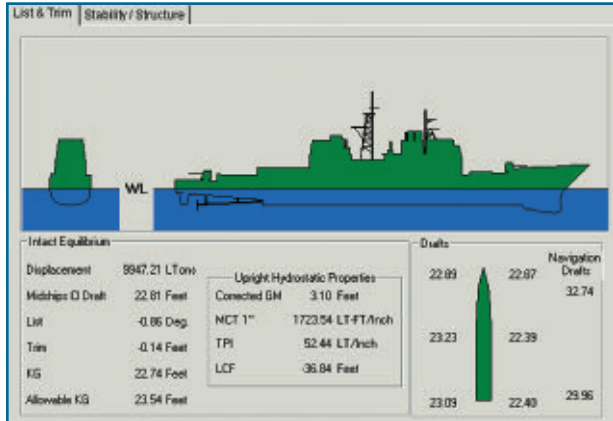 List & Trim
Stability / Structure
WL
Intact Equilibrium
Displacement 9947.21 LTons
Midships Cl Draft 22.81 Feet
List -0.86 Deg.
Trim -0.14 Feet
KG 22.74 Feet
Allowable KG 23.54 Feet
Upright Hydrostatic Properties
Corrected GM 3.10 Feet
MCT 1" 1723.54 LT-FT/Inch
TPI 52.44 LT/Inch
LCF -36.84 Feet
Drafts
Navigation
Drafts
22.89 22.87 32.74
23.23 22.39
23.09 22.40 29.96